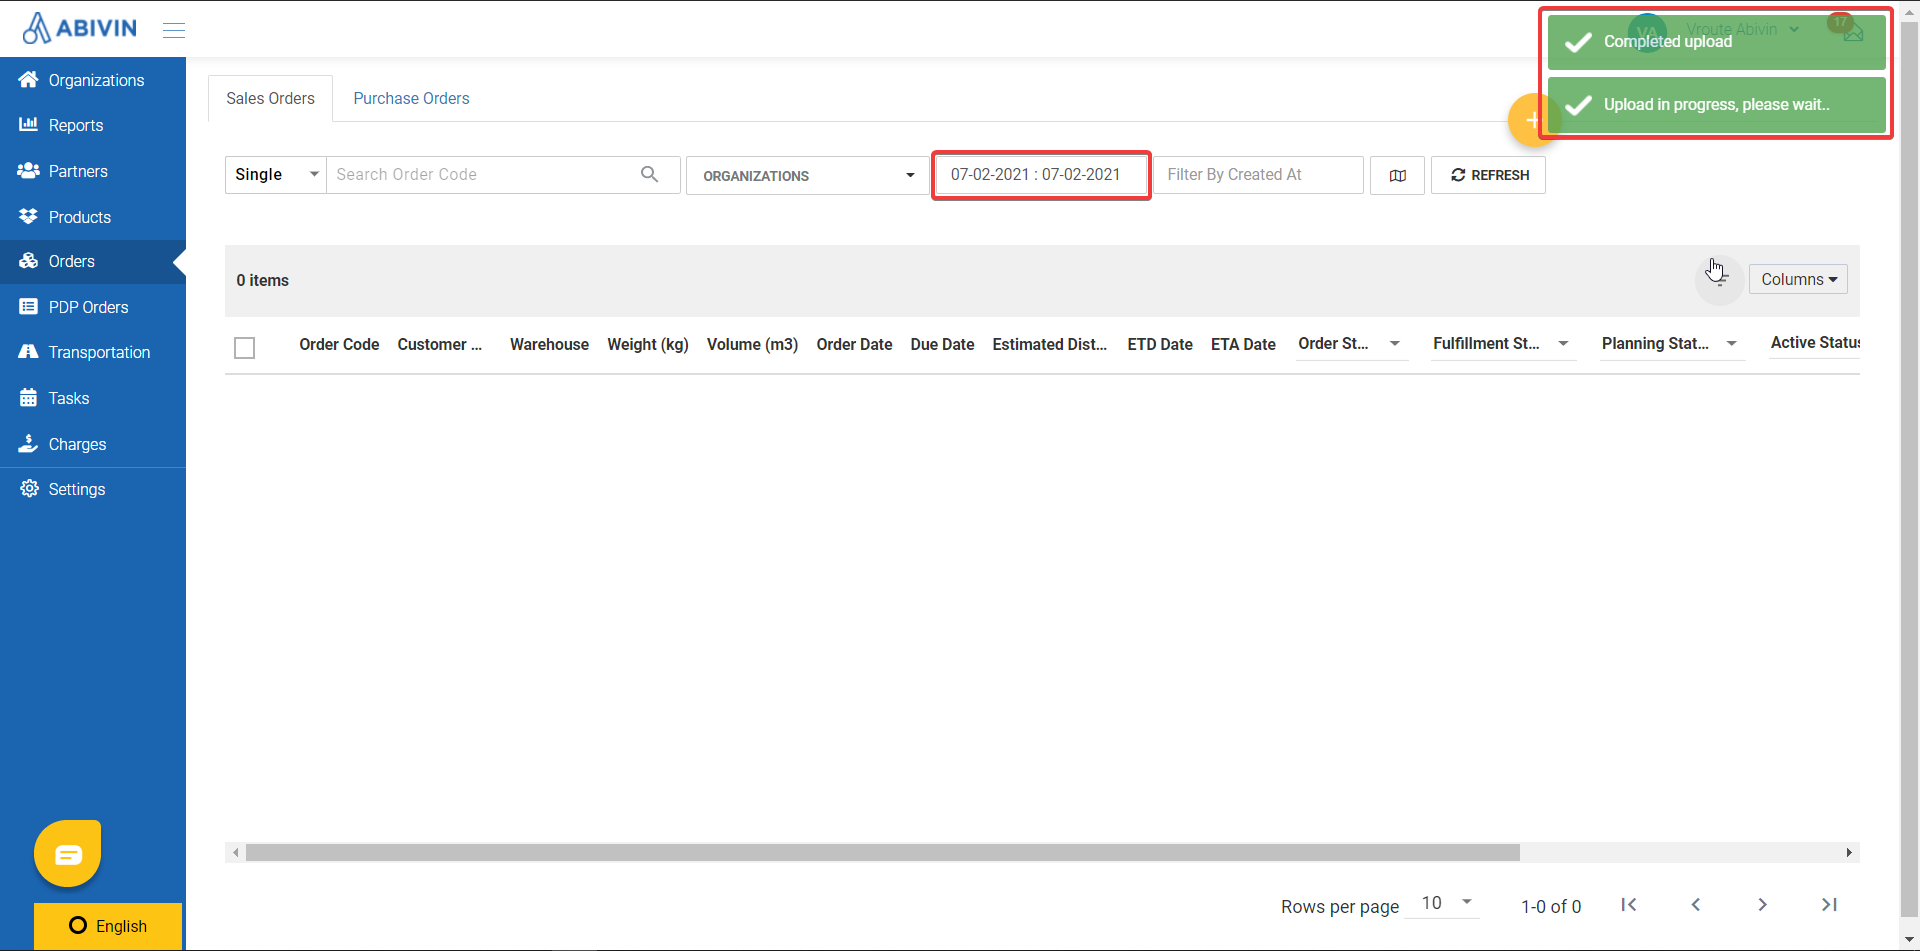 ABIVIN
Vroute Abivin
17
Completed upload
Upload in progress, please wait..
Organizations
Reports
Partners
Products
Orders
PDP Orders
Transportation
Tasks
Charges
Settings
English
Sales Orders
Purchase Orders
+
Single
Search Order Code
ORGANIZATIONS
07-02-2021 : 07-02-2021
Filter By Created At
REFRESH
0 items
Columns
Order Code Customer ... Warehouse Weight (kg) Volume (m3) Order Date Due Date Estimated Dist... ETD Date ETA Date Order St... Fulfillment St... Planning Stat... Active Status
Rows per page 10 1-0 of 0